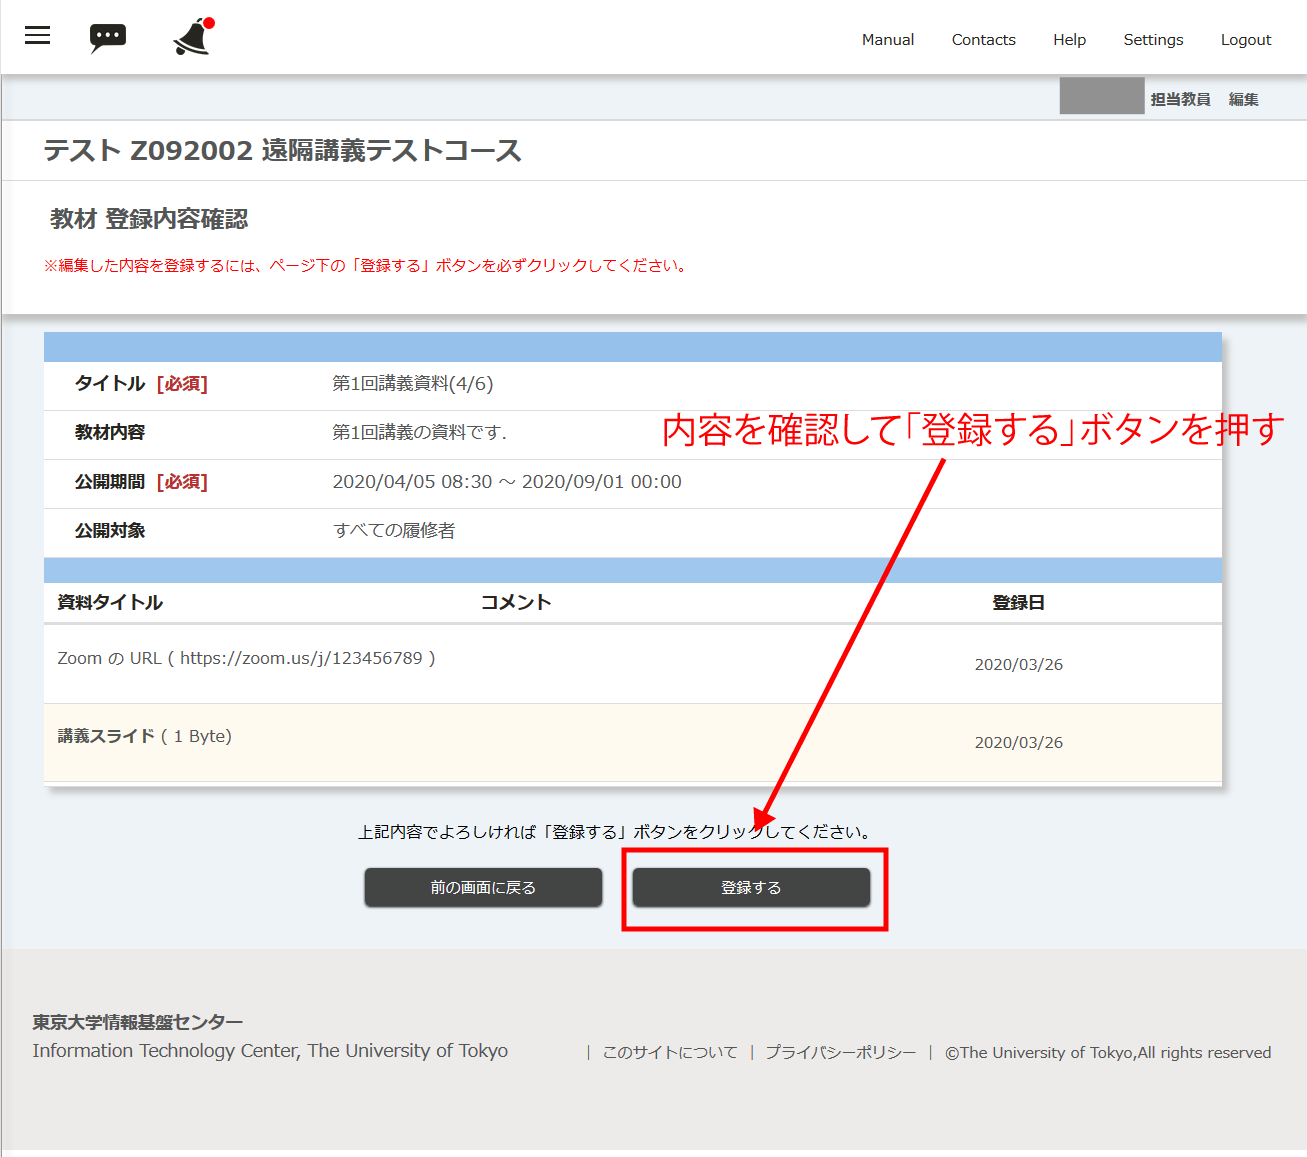 Manual Contacts Help Settings Logout
担当教員 編集
テスト Z092002 遠隔講義テストコース
教材 登録内容確認
※編集した内容を登録するには、ページ下の「登録する」ボタンを必ずクリックしてください。
タイトル [必須] 第1回講義資料(4/6)
内容を確認して「登録する」ボタンを押す
教材内容 第1回講義の資料です.
公開期間 [必須] 2020/04/05 08:30 ～ 2020/09/01 00:00
公開対象 すべての履修者
資料タイトル コメント 登録日
Zoom の URL ( https://zoom.us/j/123456789 ) 2020/03/26
講義スライド ( 1 Byte) 2020/03/26
上記内容でよろしければ「登録する」ボタンをクリックしてください。
前の画面に戻る 登録する
東京大学情報基盤センター
Information Technology Center, The University of Tokyo | このサイトについて | プライバシーポリシー | ©The University of Tokyo,All rights reserved